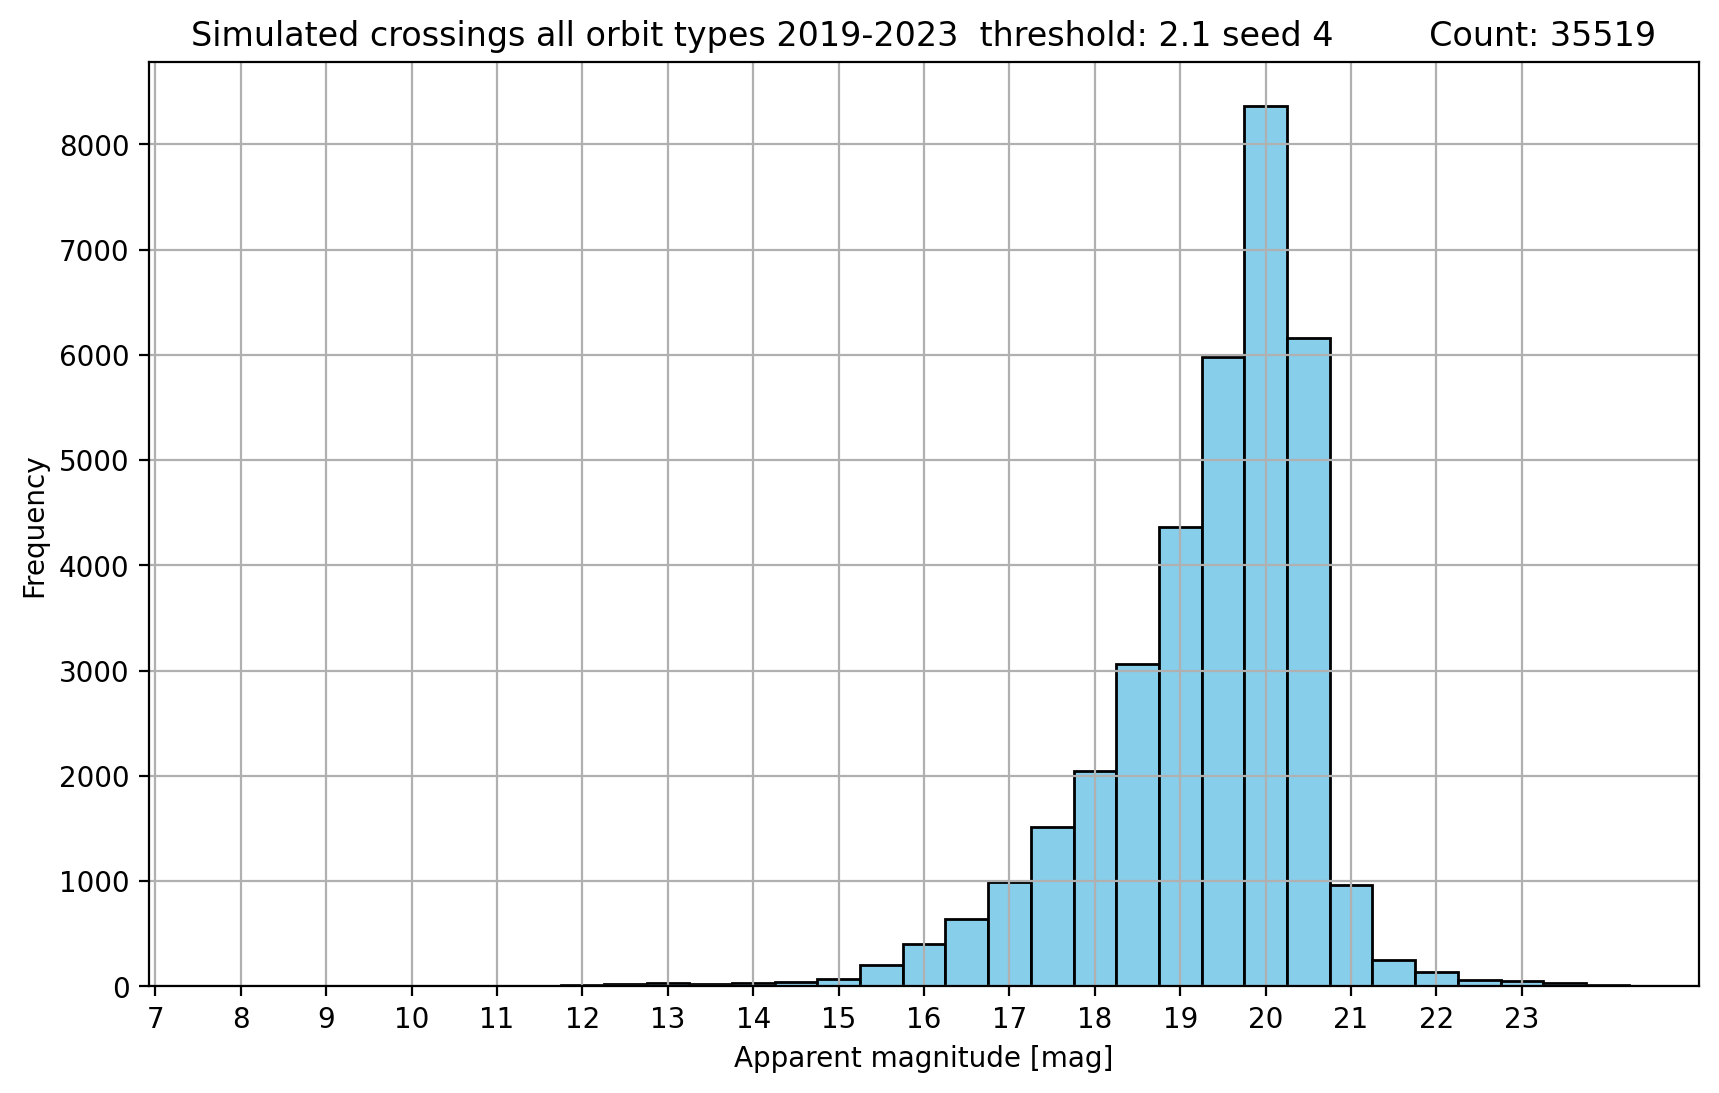 Simulated crossings all orbit types 2019-2023  threshold: 2.1 seed 4          Count: 35519
Frequency
8000
7000
6000
5000
4000
3000
2000
1000
0
7 8 9 10 11 12 13 14 15 16 17 18 19 20 21 22 23
Apparent magnitude [mag]